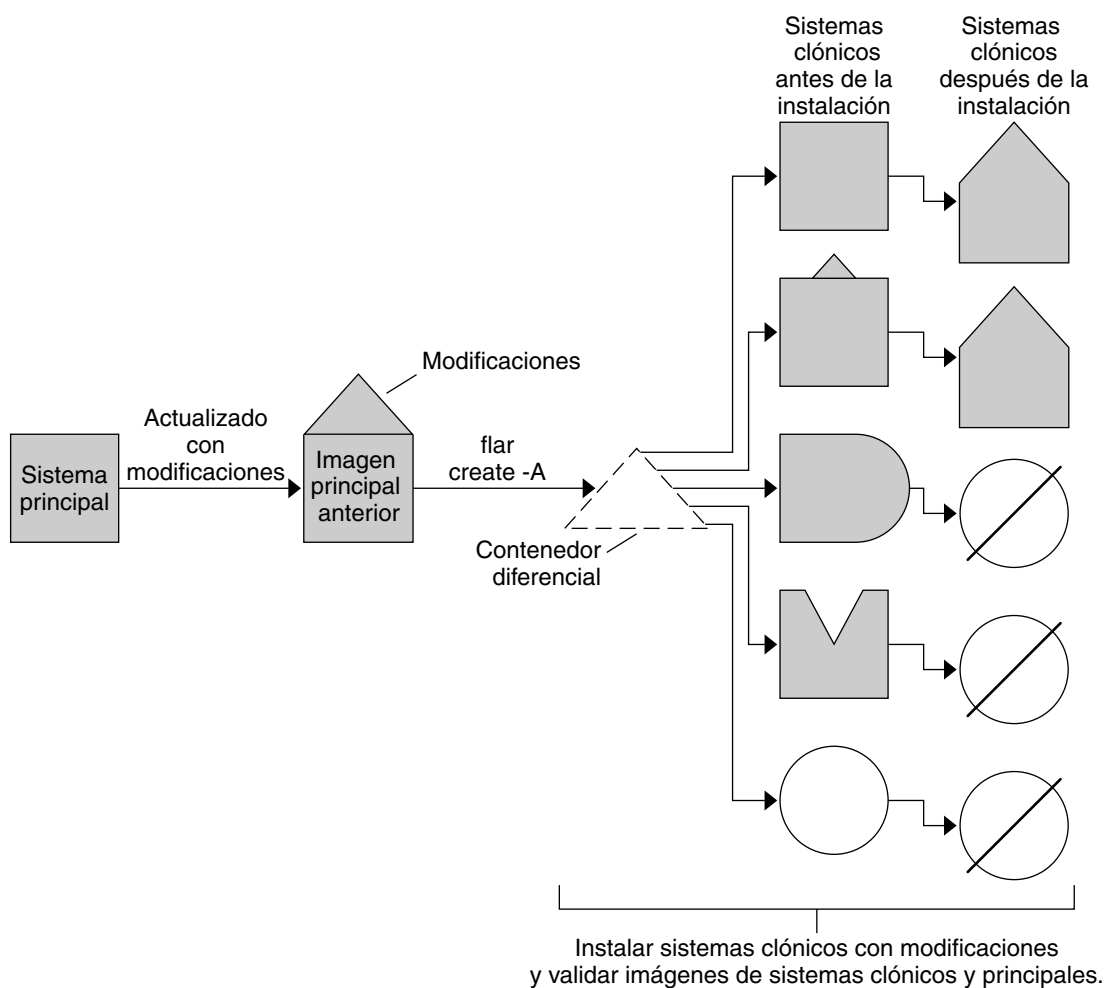 Sistemas
clónicos
antes de la
instalación
Sistemas
clónicos
después de la
instalación
Modificaciones
Actualizado
con
modificaciones
Sistema
principal
Imagen
principal
anterior
flar
create -A
Contenedor
diferencial
Instalar sistemas clónicos con modificaciones
y validar imágenes de sistemas clónicos y principales.